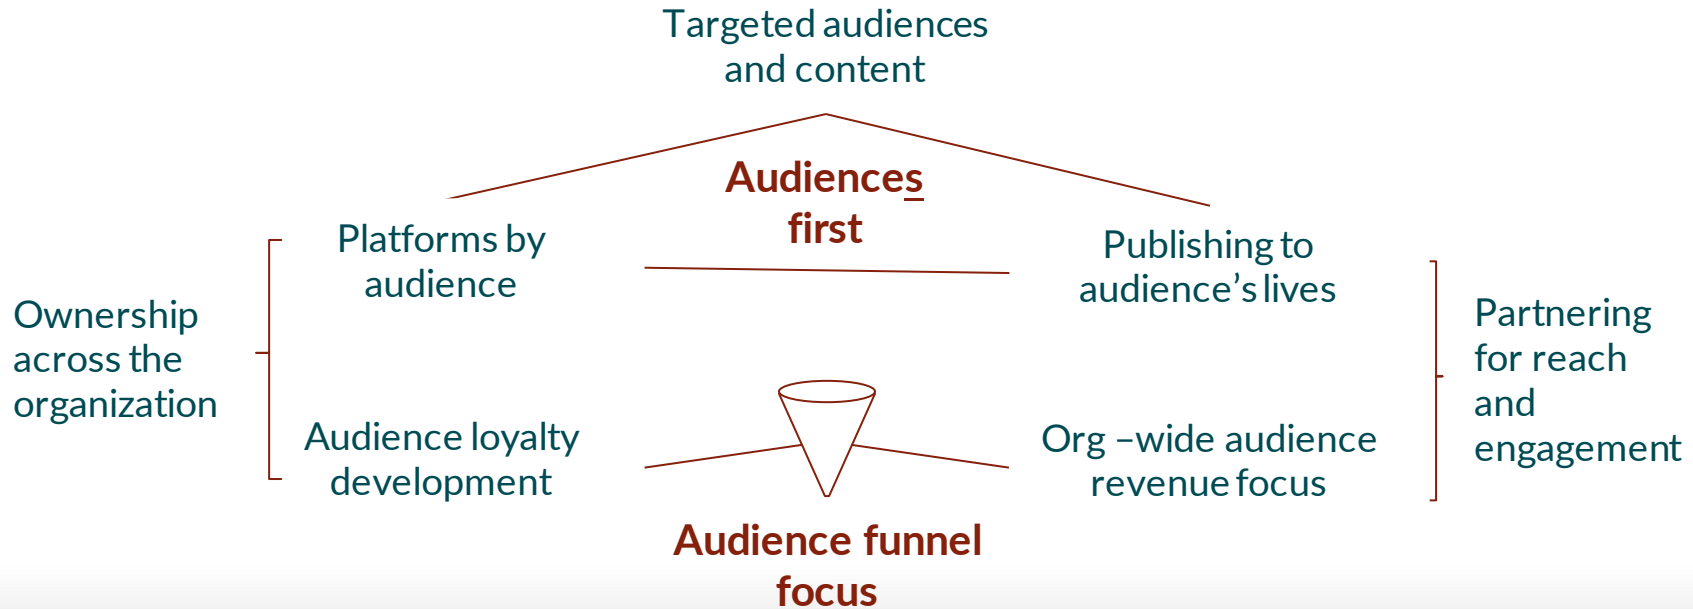 Targeted audiences
and content
Audiences
first
Platforms by
audience
Publishing to
audience’s lives
Ownership
across the
organization
Partnering
for reach
and
engagement
Audience loyalty
development
Org –wide audience
revenue focus
Audience funnel
focus